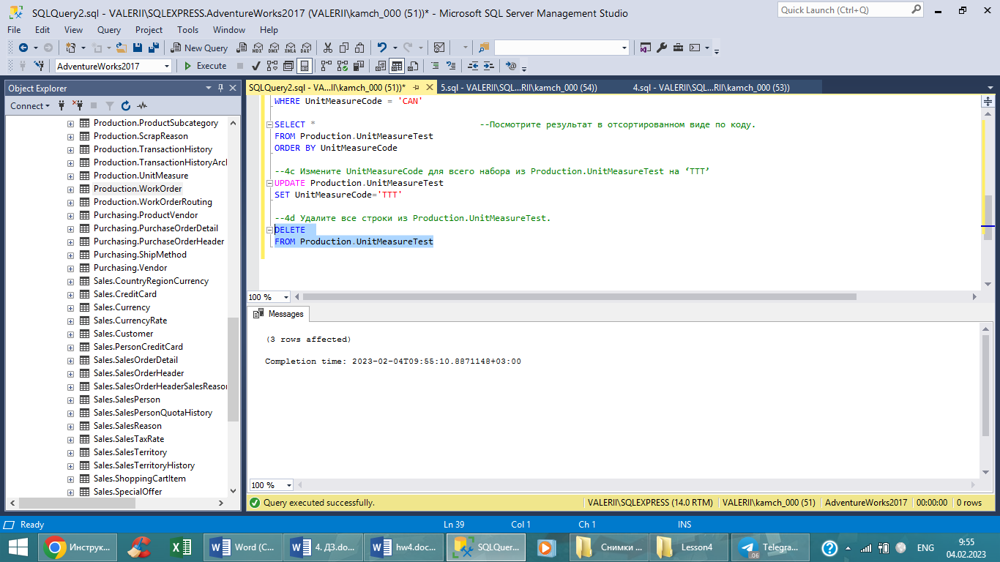 SQLQuery2.sql - VALERII\SQLEXPRESS.AdventureWorks2017 (VALERII\kamch_000 (51))* - Microsoft SQL Server Management Studio
Quick Launch (Ctrl+Q)
File Edit View Query Project Tools Window Help
New Query
MDX DMX XMLA DAX
AdventureWorks2017
Execute
Object Explorer
Connect
Production.ProductSubcategory
Production.ScrapReason
Production.TransactionHistory
Production.TransactionHistoryArcl
Production.UnitMeasure
Production.WorkOrder
Production.WorkOrderRouting
Purchasing.ProductVendor
Purchasing.PurchaseOrderDetail
Purchasing.PurchaseOrderHeader
Purchasing.ShipMethod
Purchasing.Vendor
Sales.CountryRegionCurrency
Sales.CreditCard
Sales.Currency
Sales.CurrencyRate
Sales.Customer
Sales.PersonCreditCard
Sales.SalesOrderDetail
Sales.SalesOrderHeader
Sales.SalesOrderHeaderSalesReason
Sales.SalesPerson
Sales.SalesPersonQuotaHistory
Sales.SalesReason
Sales.SalesTaxRate
Sales.SalesTerritory
Sales.SalesTerritoryHistory
Sales.ShoppingCartItem
Sales.SpecialOffer
SQLQuery2.sql - VA...II\kamch_000 (51))*
5.sql - VALERII\SQL...RII\kamch_000 (54))
4.sql - VALERII\SQL...RII\kamch_000 (53))
WHERE UnitMeasureCode = 'CAN'
SELECT * --Посмотрите результат в отсортированном виде по коду.
FROM Production.UnitMeasureTest
ORDER BY UnitMeasureCode
--4c Измените UnitMeasureCode для всего набора из Production.UnitMeasureTest на ‘TTT’
UPDATE Production.UnitMeasureTest
SET UnitMeasureCode='TTT'
--4d Удалите все строки из Production.UnitMeasureTest.
DELETE
FROM Production.UnitMeasureTest
100 %
Messages
(3 rows affected)
Completion time: 2023-02-04T09:55:10.8871148+03:00
100 %
Query executed successfully.
VALERII\SQLEXPRESS (14.0 RTM)
VALERII\kamch_000 (51)
AdventureWorks2017
00:00:00
0 rows
Ready
Ln 39
Col 1
Ch 1
INS
Инструк...
Word (C...
4. ДЗ.do...
hw4.doc...
SQLQuer...
Снимки ...
Lesson4
Telegra...
..06
ENG
9:55
04.02.2023